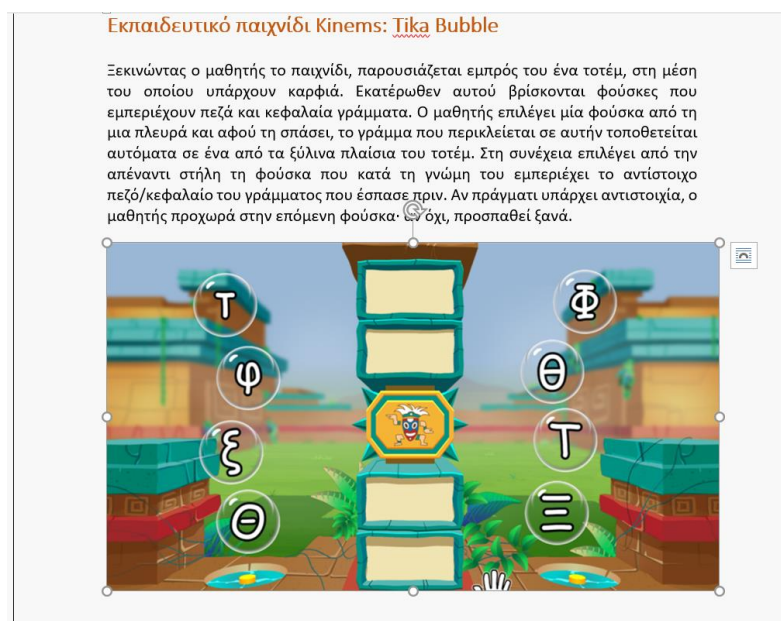 Εκπαιδευτικό παιχνίδι Kinems: Tika Bubble
Ξεκινώντας ο μαθητής το παιχνίδι, παρουσιάζεται εμπρός του ένα τοτέμ, στη μέση
του οποίου υπάρχουν καρφιά. Εκατέρωθεν αυτού βρίσκονται φούσκες που
εμπεριέχουν πεζά και κεφαλαία γράμματα. Ο μαθητής επιλέγει μία φούσκα από τη
μια πλευρά και αφού τη σπάσει, το γράμμα που περικλείεται σε αυτήν τοποθετείται
αυτόματα σε ένα από τα ξύλινα πλαίσια του τοτέμ. Στη συνέχεια επιλέγει από την
απέναντι στήλη τη φούσκα που κατά τη γνώμη του εμπεριέχει το αντίστοιχο
πεζό/κεφαλαίο του γράμματος που έσπασε πριν. Αν πράγματι υπάρχει αντιστοιχία, ο
μαθητής προχωρά στην επόμενη φούσκα· αν όχι, προσπαθεί ξανά.
τ Φ
φ θ
ξ Τ
Θ Ξ